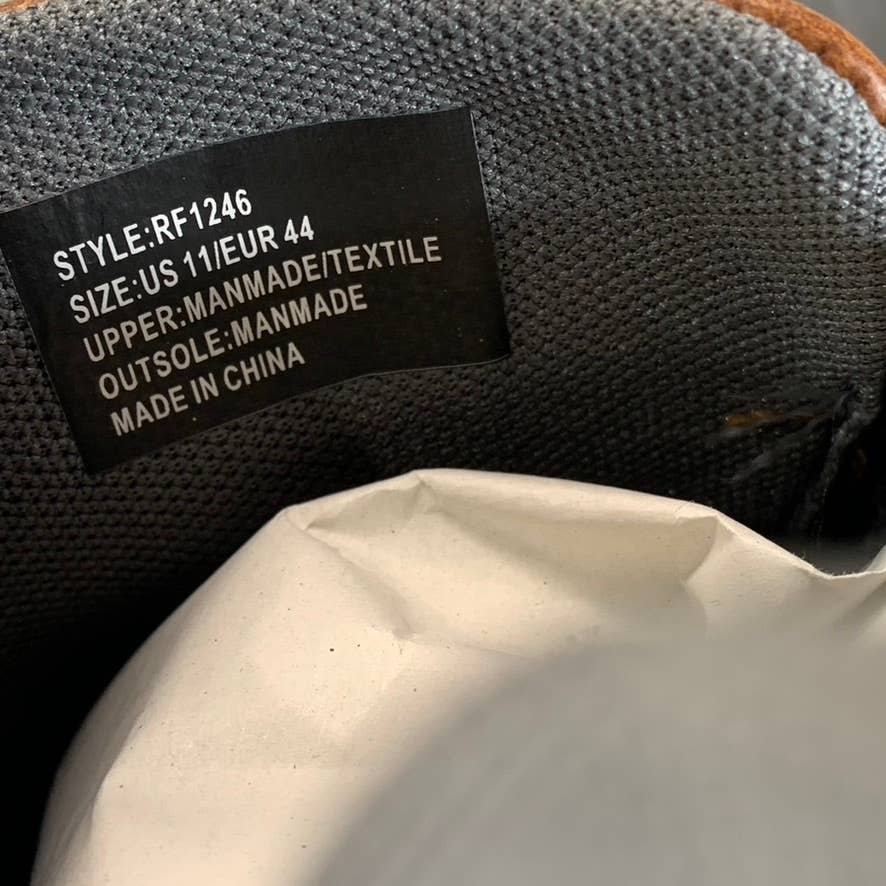 STYLE:RF1246
SIZE:US 11/EUR 44
UPPER:MANMADE/TEXTILE
OUTSOLE:MANMADE
MADE IN CHINA